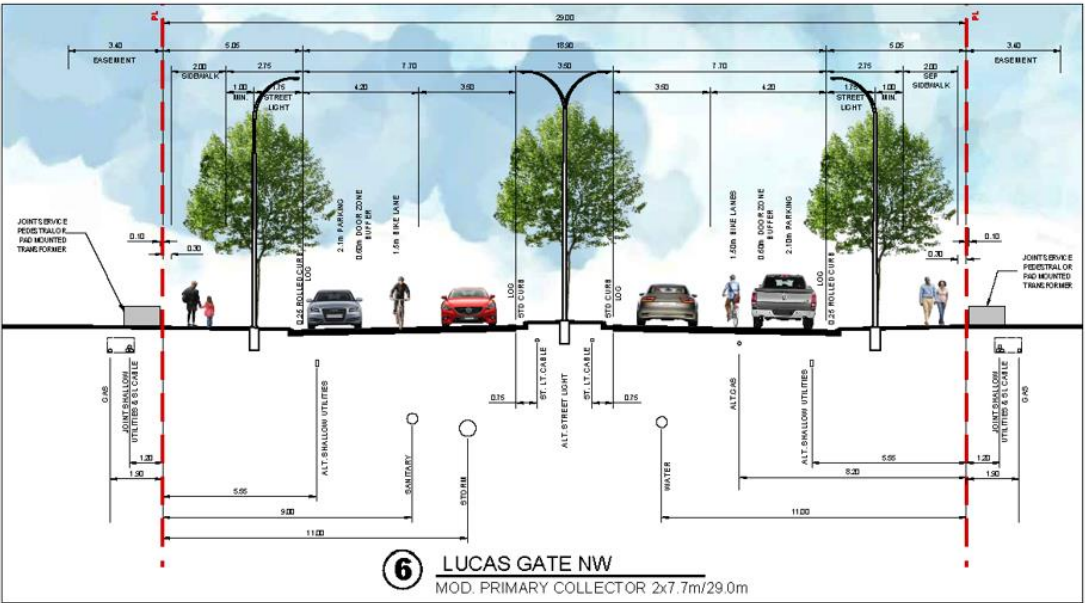 PL
29.00
PL
3.40
5.05
18.90
5.05
3.40
EASEMENT
EASEMENT
2.00
SIDEWALK
2.75
7.70
3.50
7.70
2.75
2.00
SEP
SIDEWALK
1.00
MIN.
1.75
STREET
LIGHT
4.20
3.50
3.50
4.20
1.75
STREET
LIGHT
1.00
MIN.
JOINT SERVICE
PEDESTRAL OR
PAD MOUNTED
TRANSFORMER
0.10
0.30
0.25 ROLLED CURB
LOG
2.1m PARKING
0.60m DOOR ZONE
BUFFER
1.5m BIKE LANE
LOG
STD CURB
STD CURB
LOG
1.50m BIKE LANES
0.60m DOOR ZONE
BUFFER
2.10m PARKING
LOG
0.25 ROLLED CURB
0.10
0.30
JOINT SERVICE
PEDESTRAL OR
PAD MOUNTED
TRANSFORMER
GAS
JOINT SHALLOW
UTILITIES & SL CABLE
1.20
1.90
ALT. SHALLOW UTILITIES
5.55
SANITARY
9.00
STORM
11.00
0.75
ST. LT. CABLE
ALT. STREET LIGHT
ST. LT. CABLE
0.75
WATER
11.00
ALT GAS
8.20
ALT. SHALLOW UTILITIES
5.55
JOINT SHALLOW
UTILITIES & SL CABLE
1.20
GAS
1.90
6
LUCAS GATE NW
MOD. PRIMARY COLLECTOR 2x7.7m/29.0m